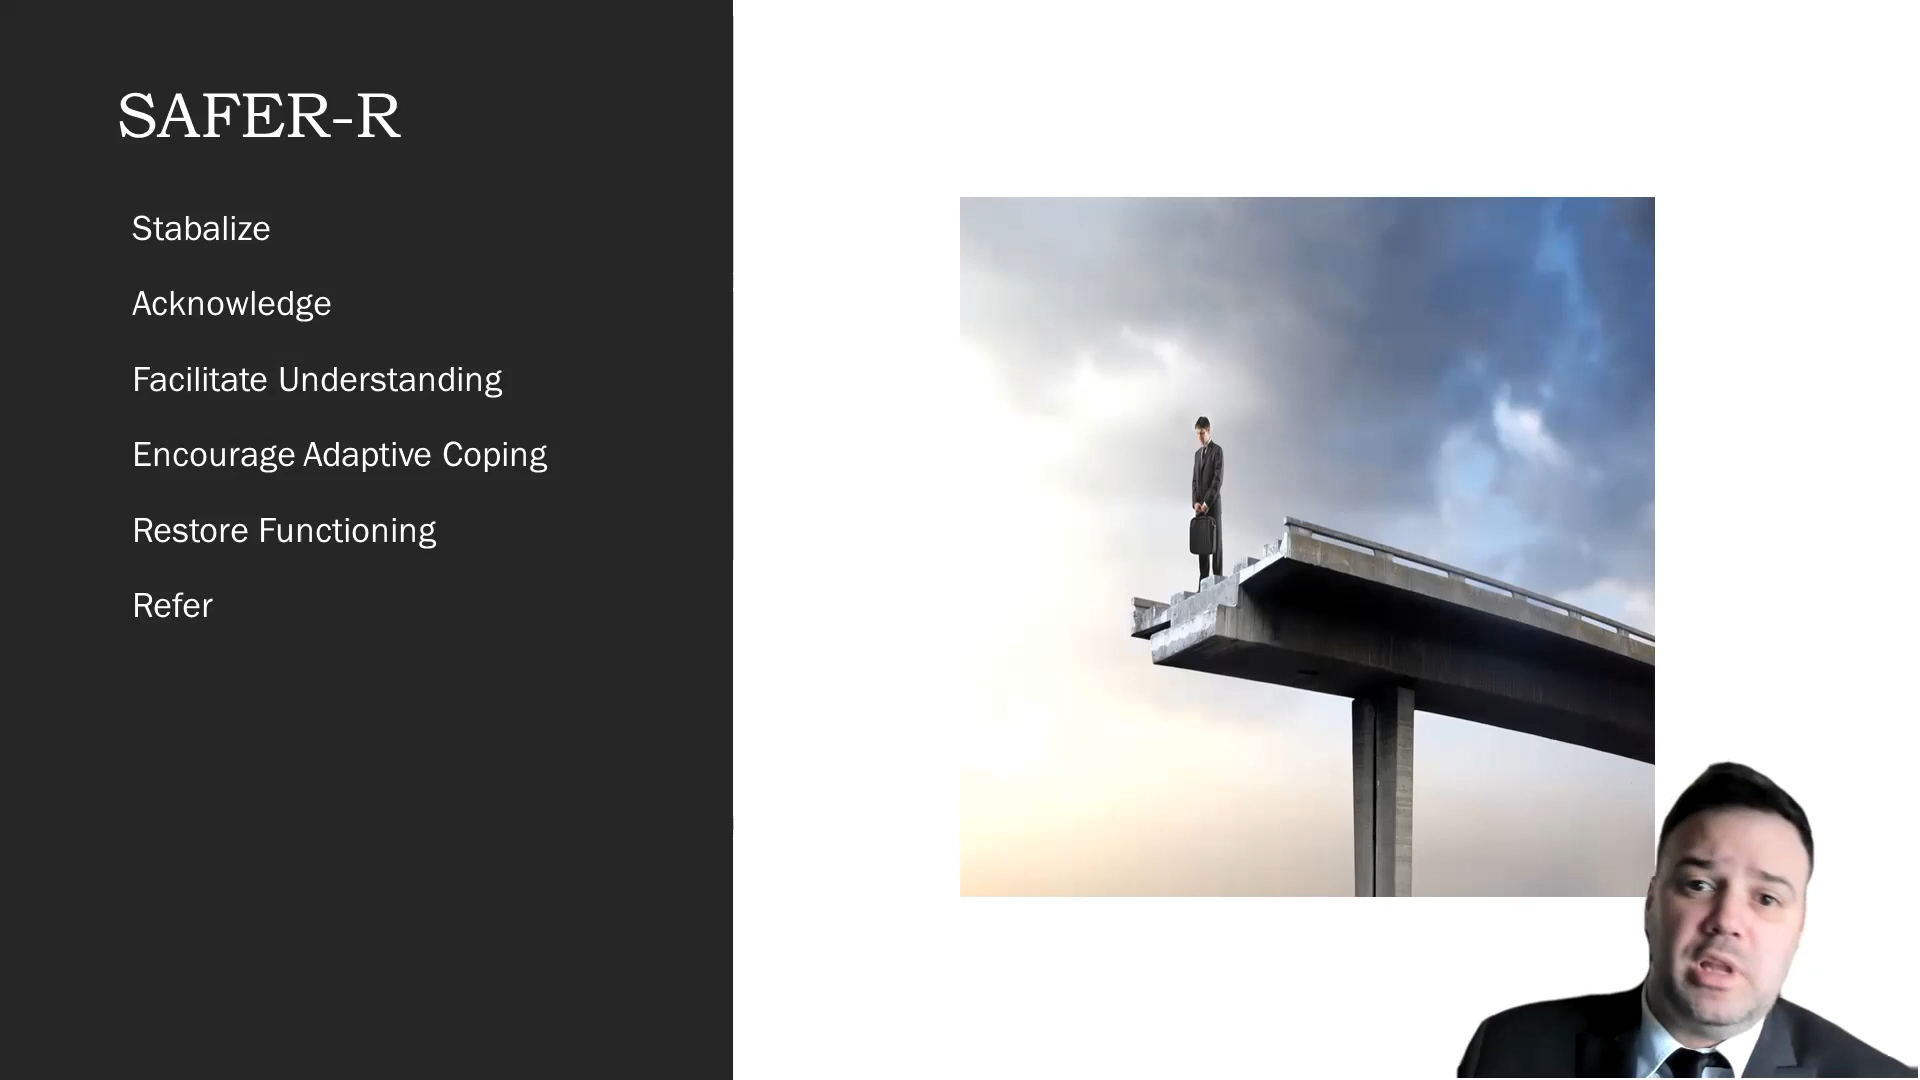 SAFER-R
Stabalize
Acknowledge
Facilitate Understanding
Encourage Adaptive Coping
Restore Functioning
Refer